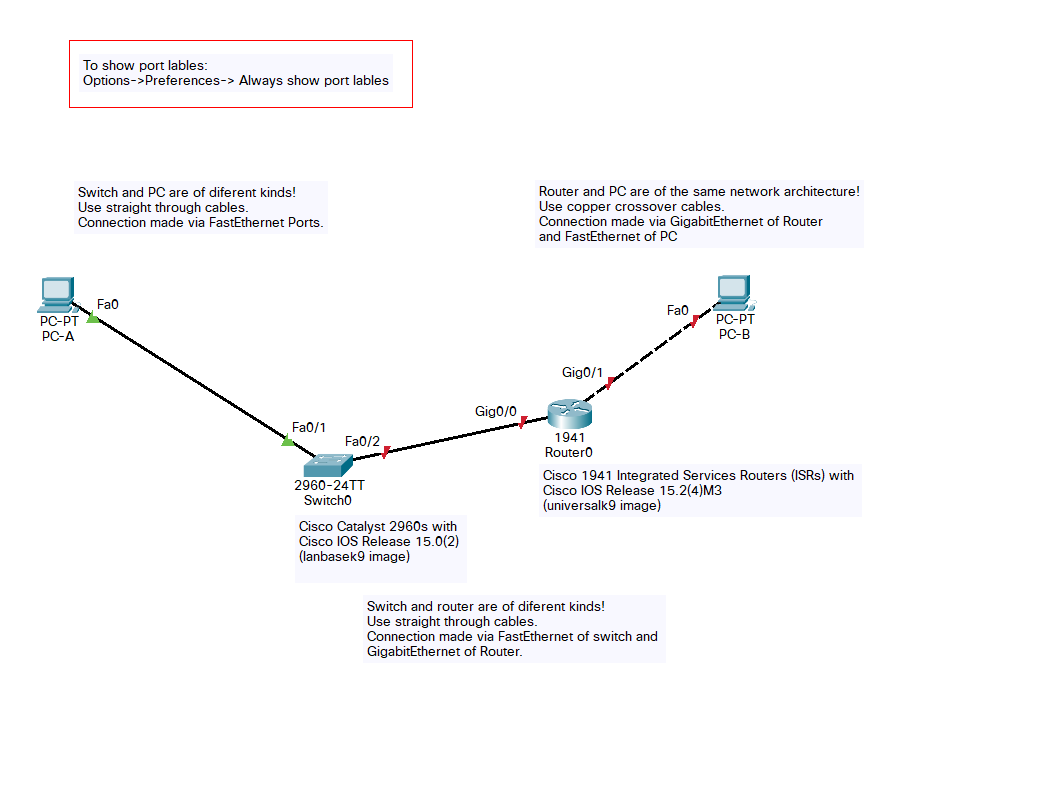 To show port lables:
Options->Preferences-> Always show port lables
Switch and PC are of diferent kinds!
Use straight through cables.
Connection made via FastEthernet Ports.
Router and PC are of the same network architecture!
Use copper crossover cables.
Connection made via GigabitEthernet of Router
and FastEthernet of PC
Fa0
PC-PT
PC-A
Fa0
PC-PT
PC-B
Gig0/1
Gig0/0
Fa0/1
Fa0/2
1941
Router0
Cisco 1941 Integrated Services Routers (ISRs) with
Cisco IOS Release 15.2(4)M3
(universalk9 image)
2960-24TT
Switch0
Cisco Catalyst 2960s with
Cisco IOS Release 15.0(2)
(lanbasek9 image)
Switch and router are of diferent kinds!
Use straight through cables.
Connection made via FastEthernet of switch and
GigabitEthernet of Router.